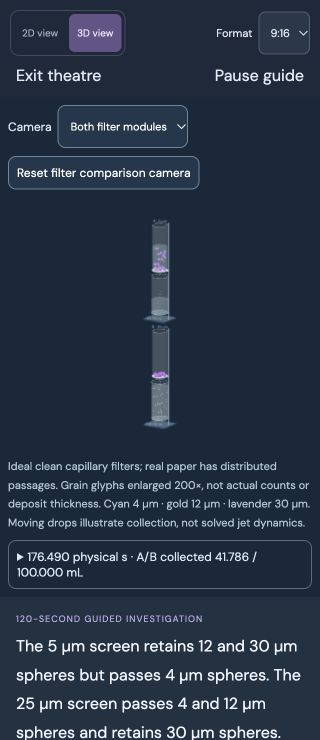 2D view 3D view Format 9:16
Exit theatre Pause guide
Camera Both filter modules
Reset filter comparison camera
Ideal clean capillary filters; real paper has distributed
passages. Grain glyphs enlarged 200×, not actual counts or
deposit thickness. Cyan 4 μm · gold 12 μm · lavender 30 μm.
Moving drops illustrate collection, not solved jet dynamics.
▶ 176.490 physical s · A/B collected 41.786 /
100.000 mL
120-SECOND GUIDED INVESTIGATION
The 5 μm screen retains 12 and 30 μm
spheres but passes 4 μm spheres. The
25 μm screen passes 4 and 12 μm
spheres and retains 30 μm spheres.